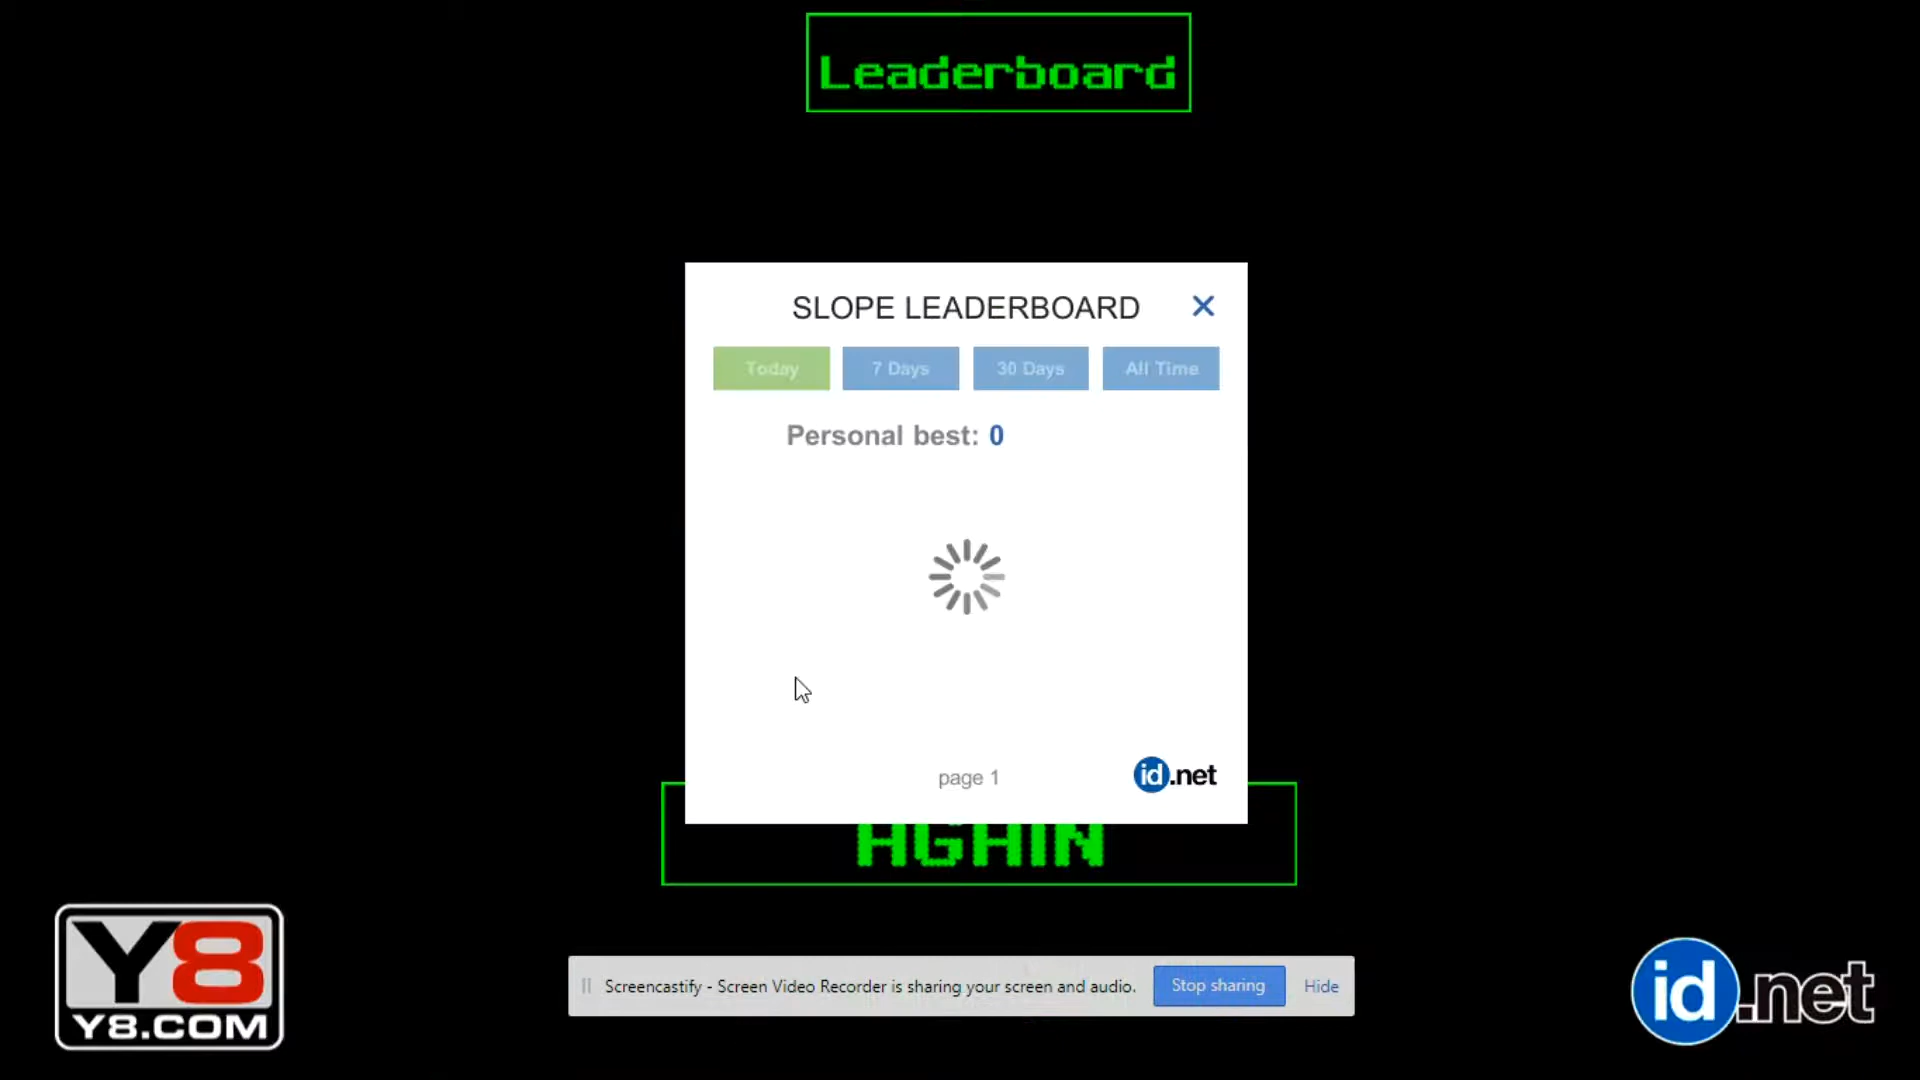 Leaderboard
SLOPE LEADERBOARD
Today
7 Days
30 Days
All Time
Personal best: 0
page 1
id.net
AGAIN
Y8
Y8.COM
Screencastify - Screen Video Recorder is sharing your screen and audio.
Stop sharing
Hide
id.net